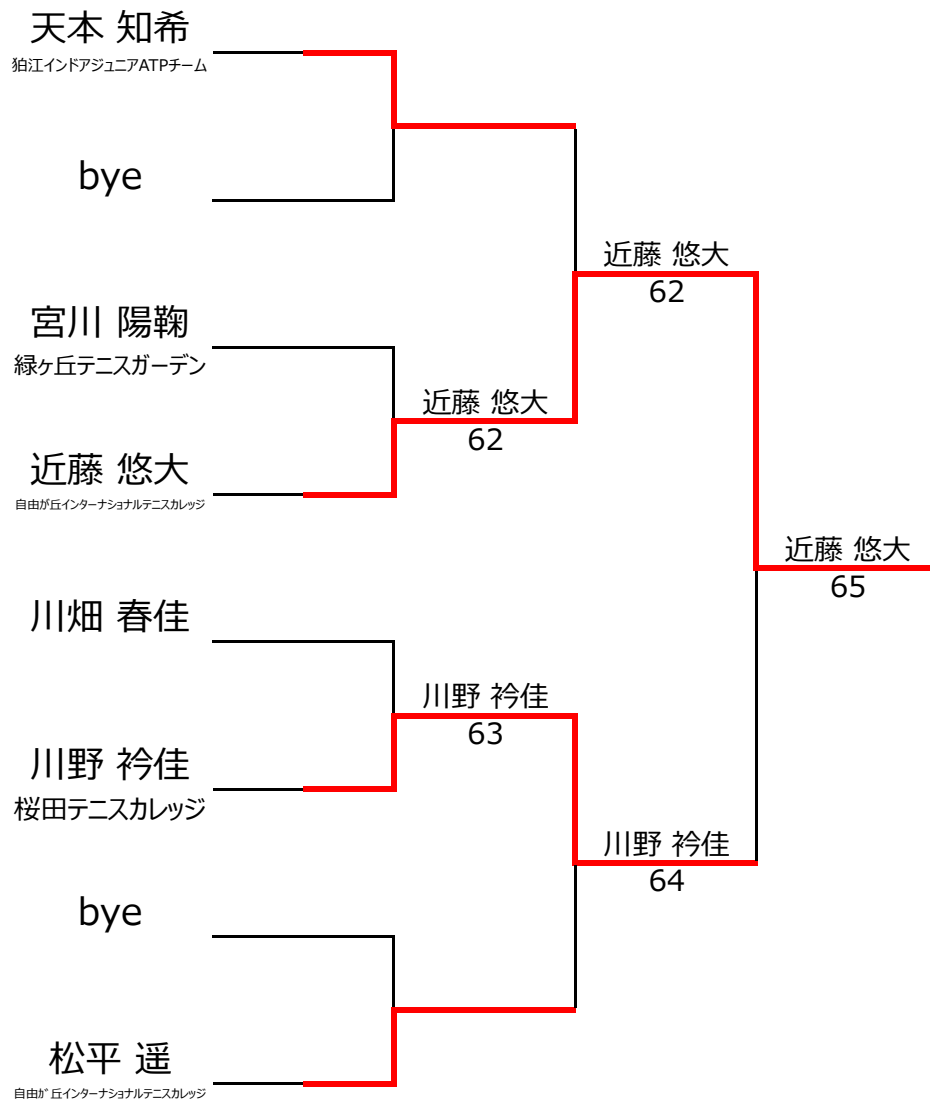 天本 知希
狛江インドアジュニアATPチーム
bye
近藤 悠大
62
宮川 陽鞠
緑ヶ丘テニスガーデン
近藤 悠大
62
近藤 悠大
自由が丘インターナショナルテニスカレッジ
近藤 悠大
65
川畑 春佳
川野 衿佳
63
川野 衿佳
桜田テニスカレッジ
川野 衿佳
64
bye
松平 遥
自由が丘インターナショナルテニスカレッジ